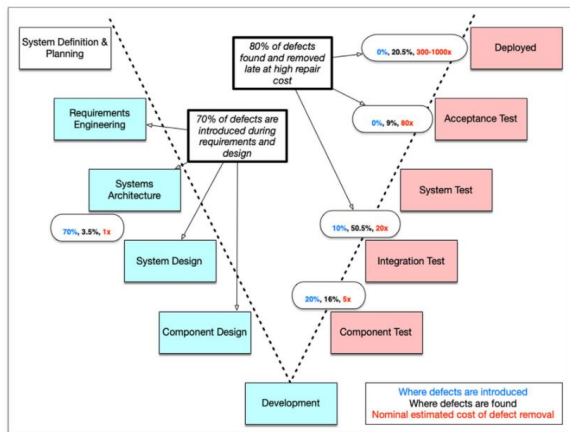 System Definition &
Planning
80% of defects
found and removed
late at high repair
cost
0%, 20.5%, 300-1000x
Deployed
Requirements
Engineering
70% of defects are
introduced during
requirements and
design
0%, 9%, 80x
Acceptance Test
Systems
Architecture
System Test
70%, 3.5%, 1x
10%, 50.5%, 20x
System Design
Integration Test
20%, 16%, 5x
Component Design
Component Test
Development
Where defects are introduced
Where defects are found
Nominal estimated cost of defect removal